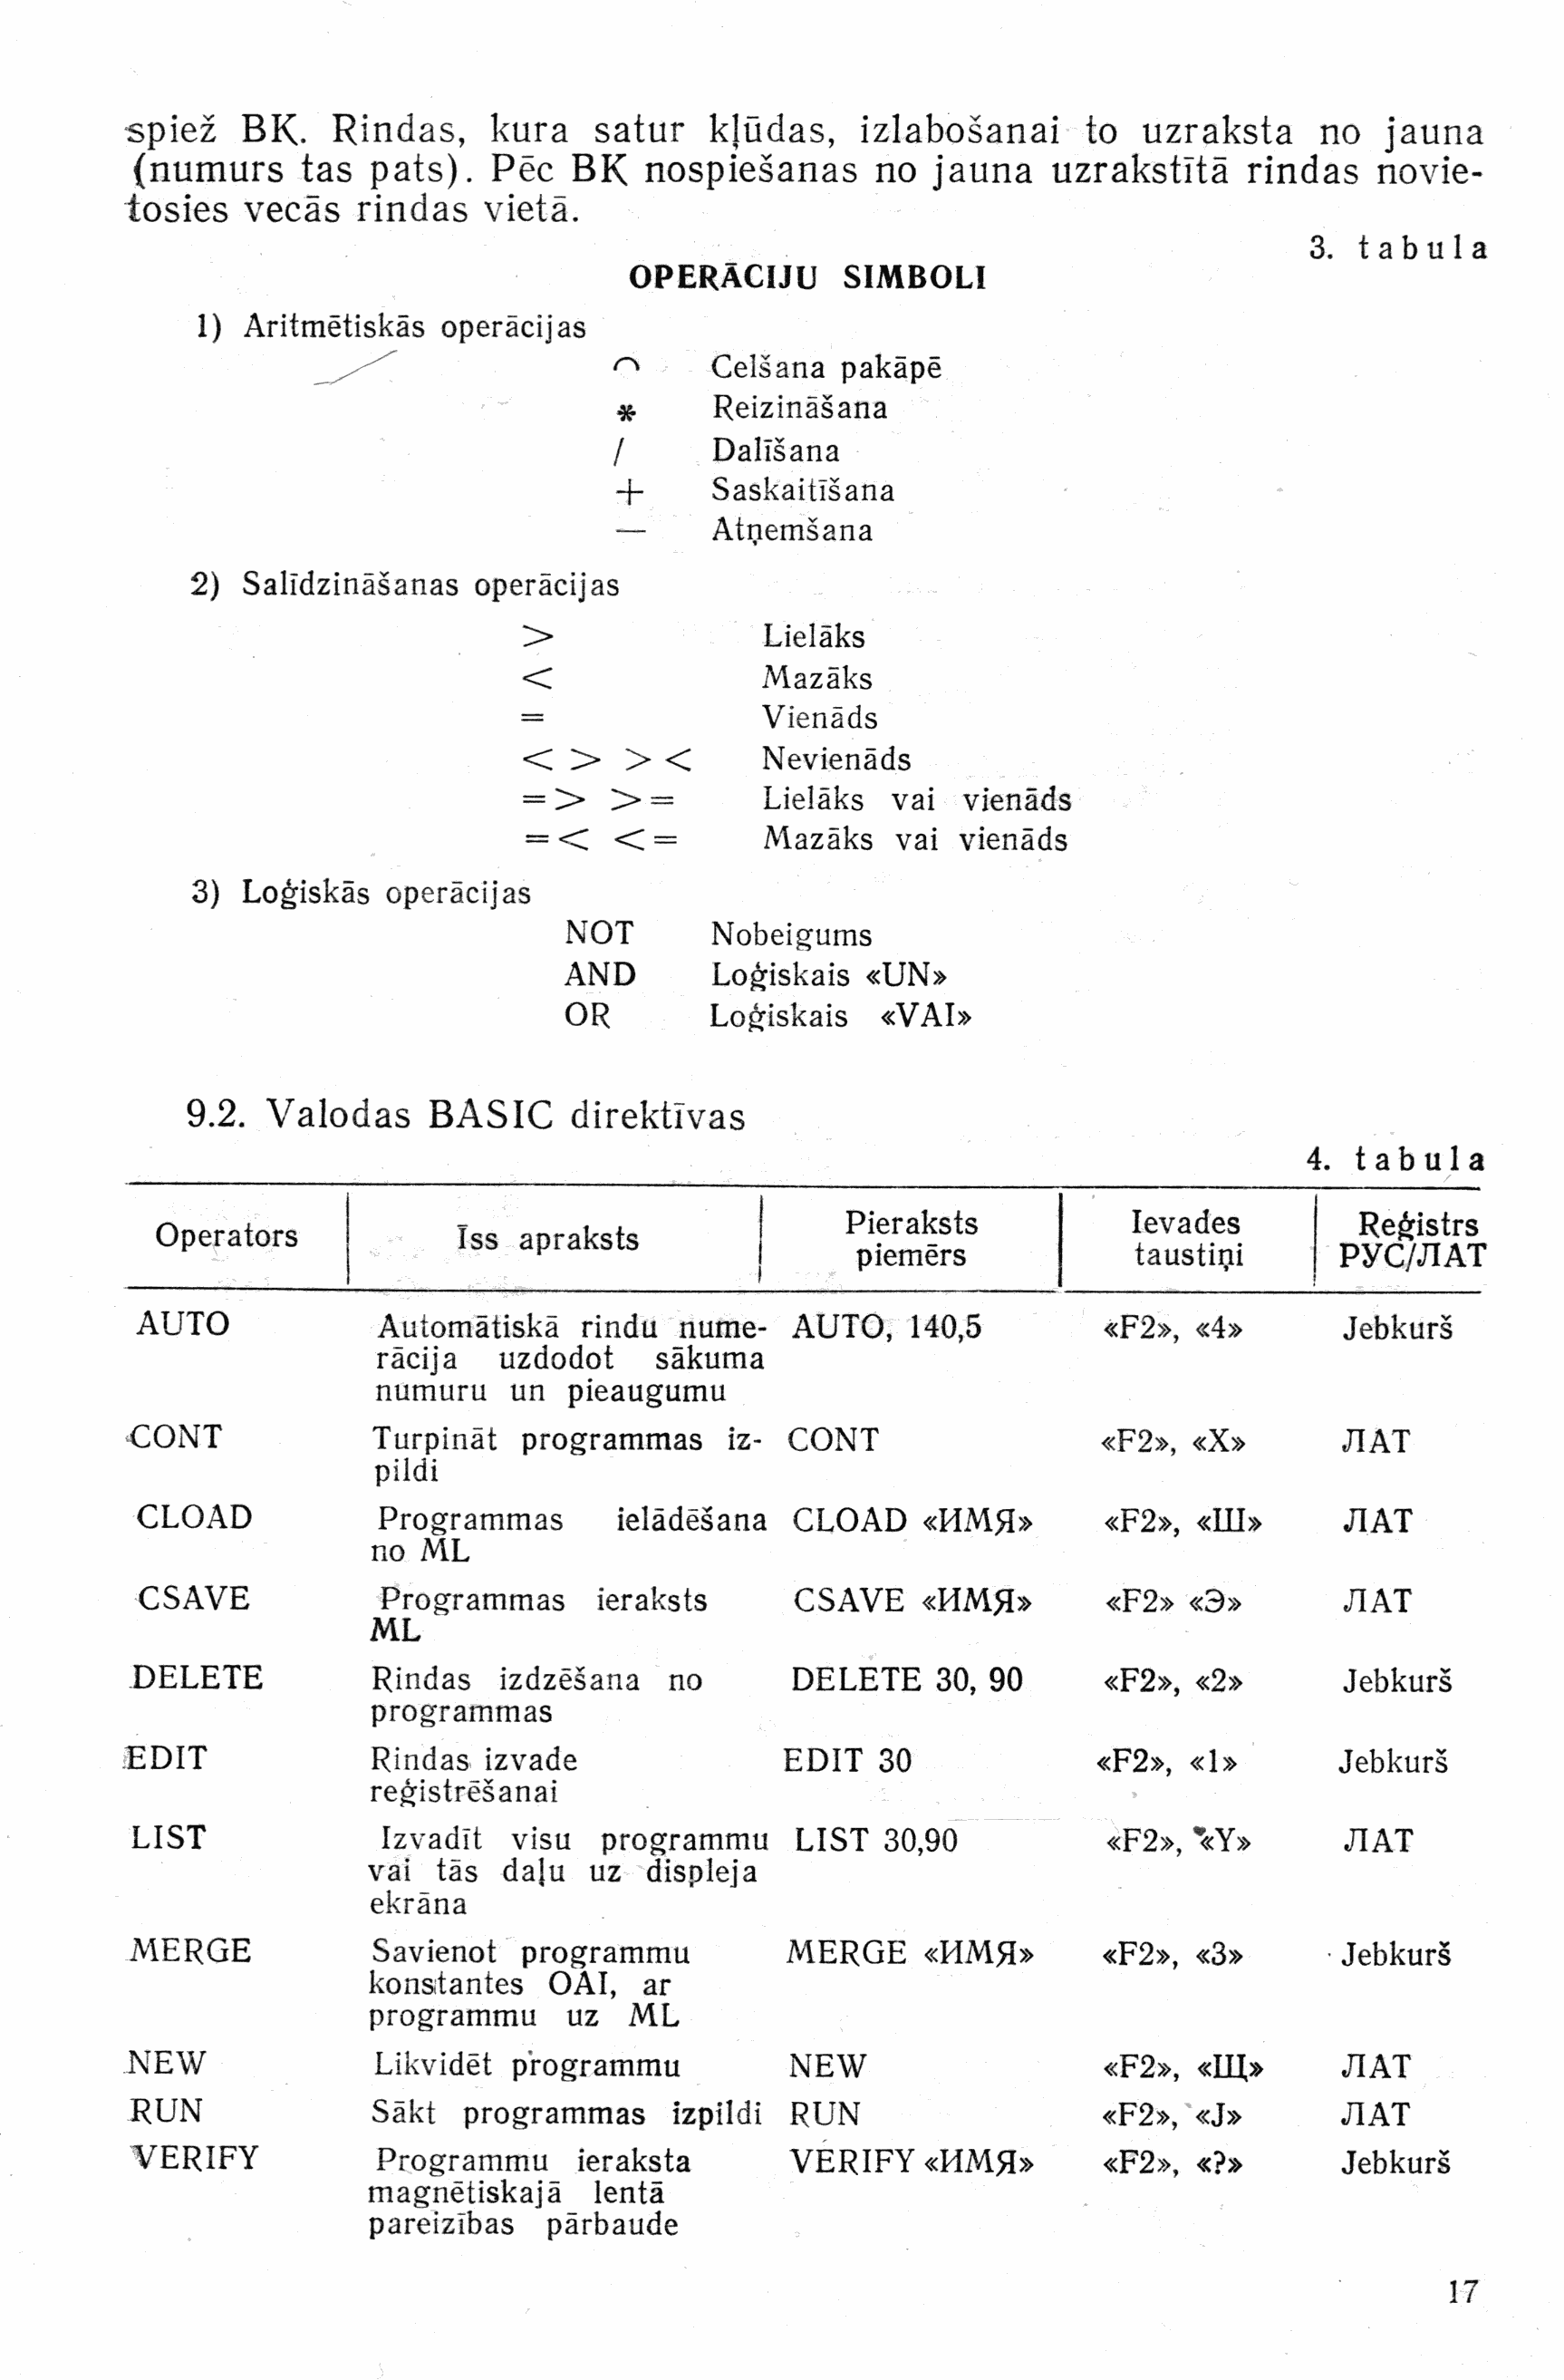 spiež BK. Rindas, kura satur kļūdas, izlabošanai to uzraksta no jauna
(numurs tas pats). Pēc BK nospiešanas no jauna uzrakstītā rindas novie-
tosies vecās rindas vietā.
3. tabula
OPERĀCIJU SIMBOLI
1) Aritmētiskās operācijas
⌒ Celšana pakāpē
* Reizināšana
/ Dalīšana
+ Saskaitīšana
— Atņemšana
2) Salīdzināšanas operācijas
> Lielāks
< Mazāks
= Vienāds
< > > < Nevienāds
= > > = Lielāks vai vienāds
= < < = Mazāks vai vienāds
3) Loģiskās operācijas
NOT Nobeigums
AND Loģiskais «UN»
OR Loģiskais «VAI»
9.2. Valodas BASIC direktīvas
4. tabula
Operators Īss apraksts Pieraksts piemērs Ievades taustiņi Reģistrs РУС/ЛАТ
AUTO Automātiskā rindu nume- AUTO, 140,5 «F2», «4» Jebkurš
rācija uzdodot sākuma
numuru un pieaugumu
CONT Turpināt programmas iz- CONT «F2», «X» ЛАТ
pildi
CLOAD Programmas ielādēšana CLOAD «ИМЯ» «F2», «Ш» ЛАТ
no ML
CSAVE Programmas ieraksts CSAVE «ИМЯ» «F2» «Э» ЛАТ
ML
DELETE Rindas izdzēšana no DELETE 30, 90 «F2», «2» Jebkurš
programmas
EDIT Rindas izvade EDIT 30 «F2», «1» Jebkurš
reģistrēšanai
LIST Izvadīt visu programmu LIST 30,90 «F2», «Y» ЛАТ
vai tās daļu uz displeja
ekrāna
MERGE Savienot programmu MERGE «ИМЯ» «F2», «3» Jebkurš
konstantes OAI, ar
programmu uz ML
NEW Likvidēt programmu NEW «F2», «Щ» ЛАТ
RUN Sākt programmas izpildi RUN «F2», «J» ЛАТ
VERIFY Programmu ieraksta VERIFY «ИМЯ» «F2», «?» Jebkurš
magnētiskajā lentā
pareizības pārbaude
17